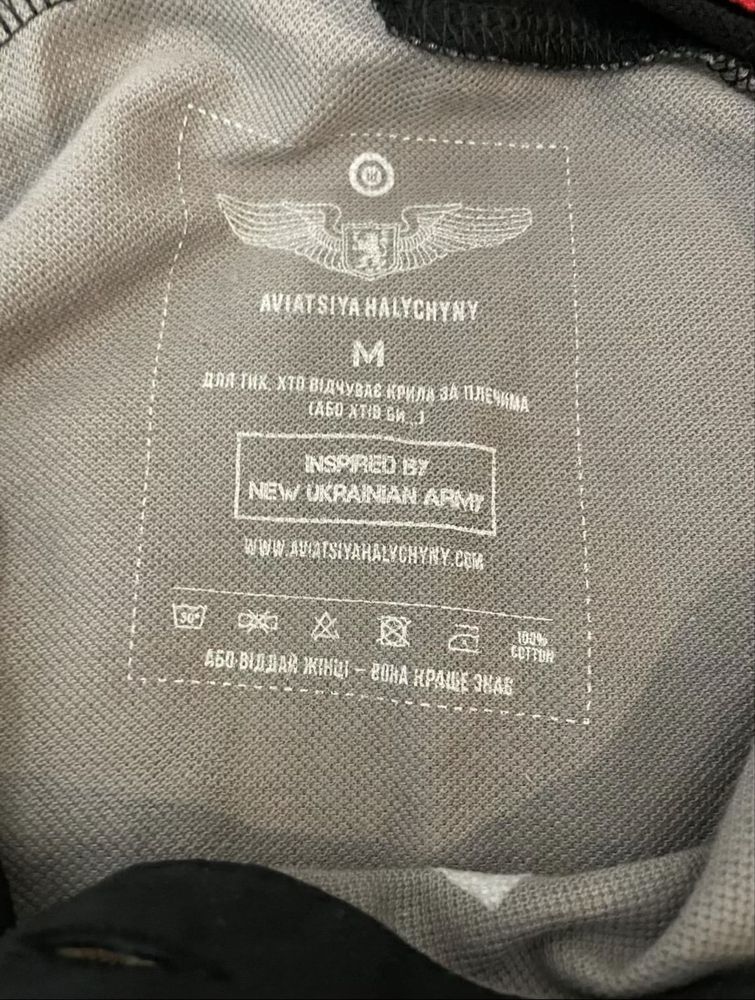 AVIATSIYA HALYCHYNY
M
ДЛЯ ТИХ, ХТО ВІДЧУВАЄ КРИЛА ЗА ПЛЕЧИМА
(АБО ХТІВ БИ...)
INSPIRED BY
NEW UKRAINIAN ARMY
WWW.AVIATSIYAHALYCHYNY.COM
30°
100%
COTTON
АБО ВІДДАЙ ЖІНЦІ – ВОНА КРАЩЕ ЗНАЄ